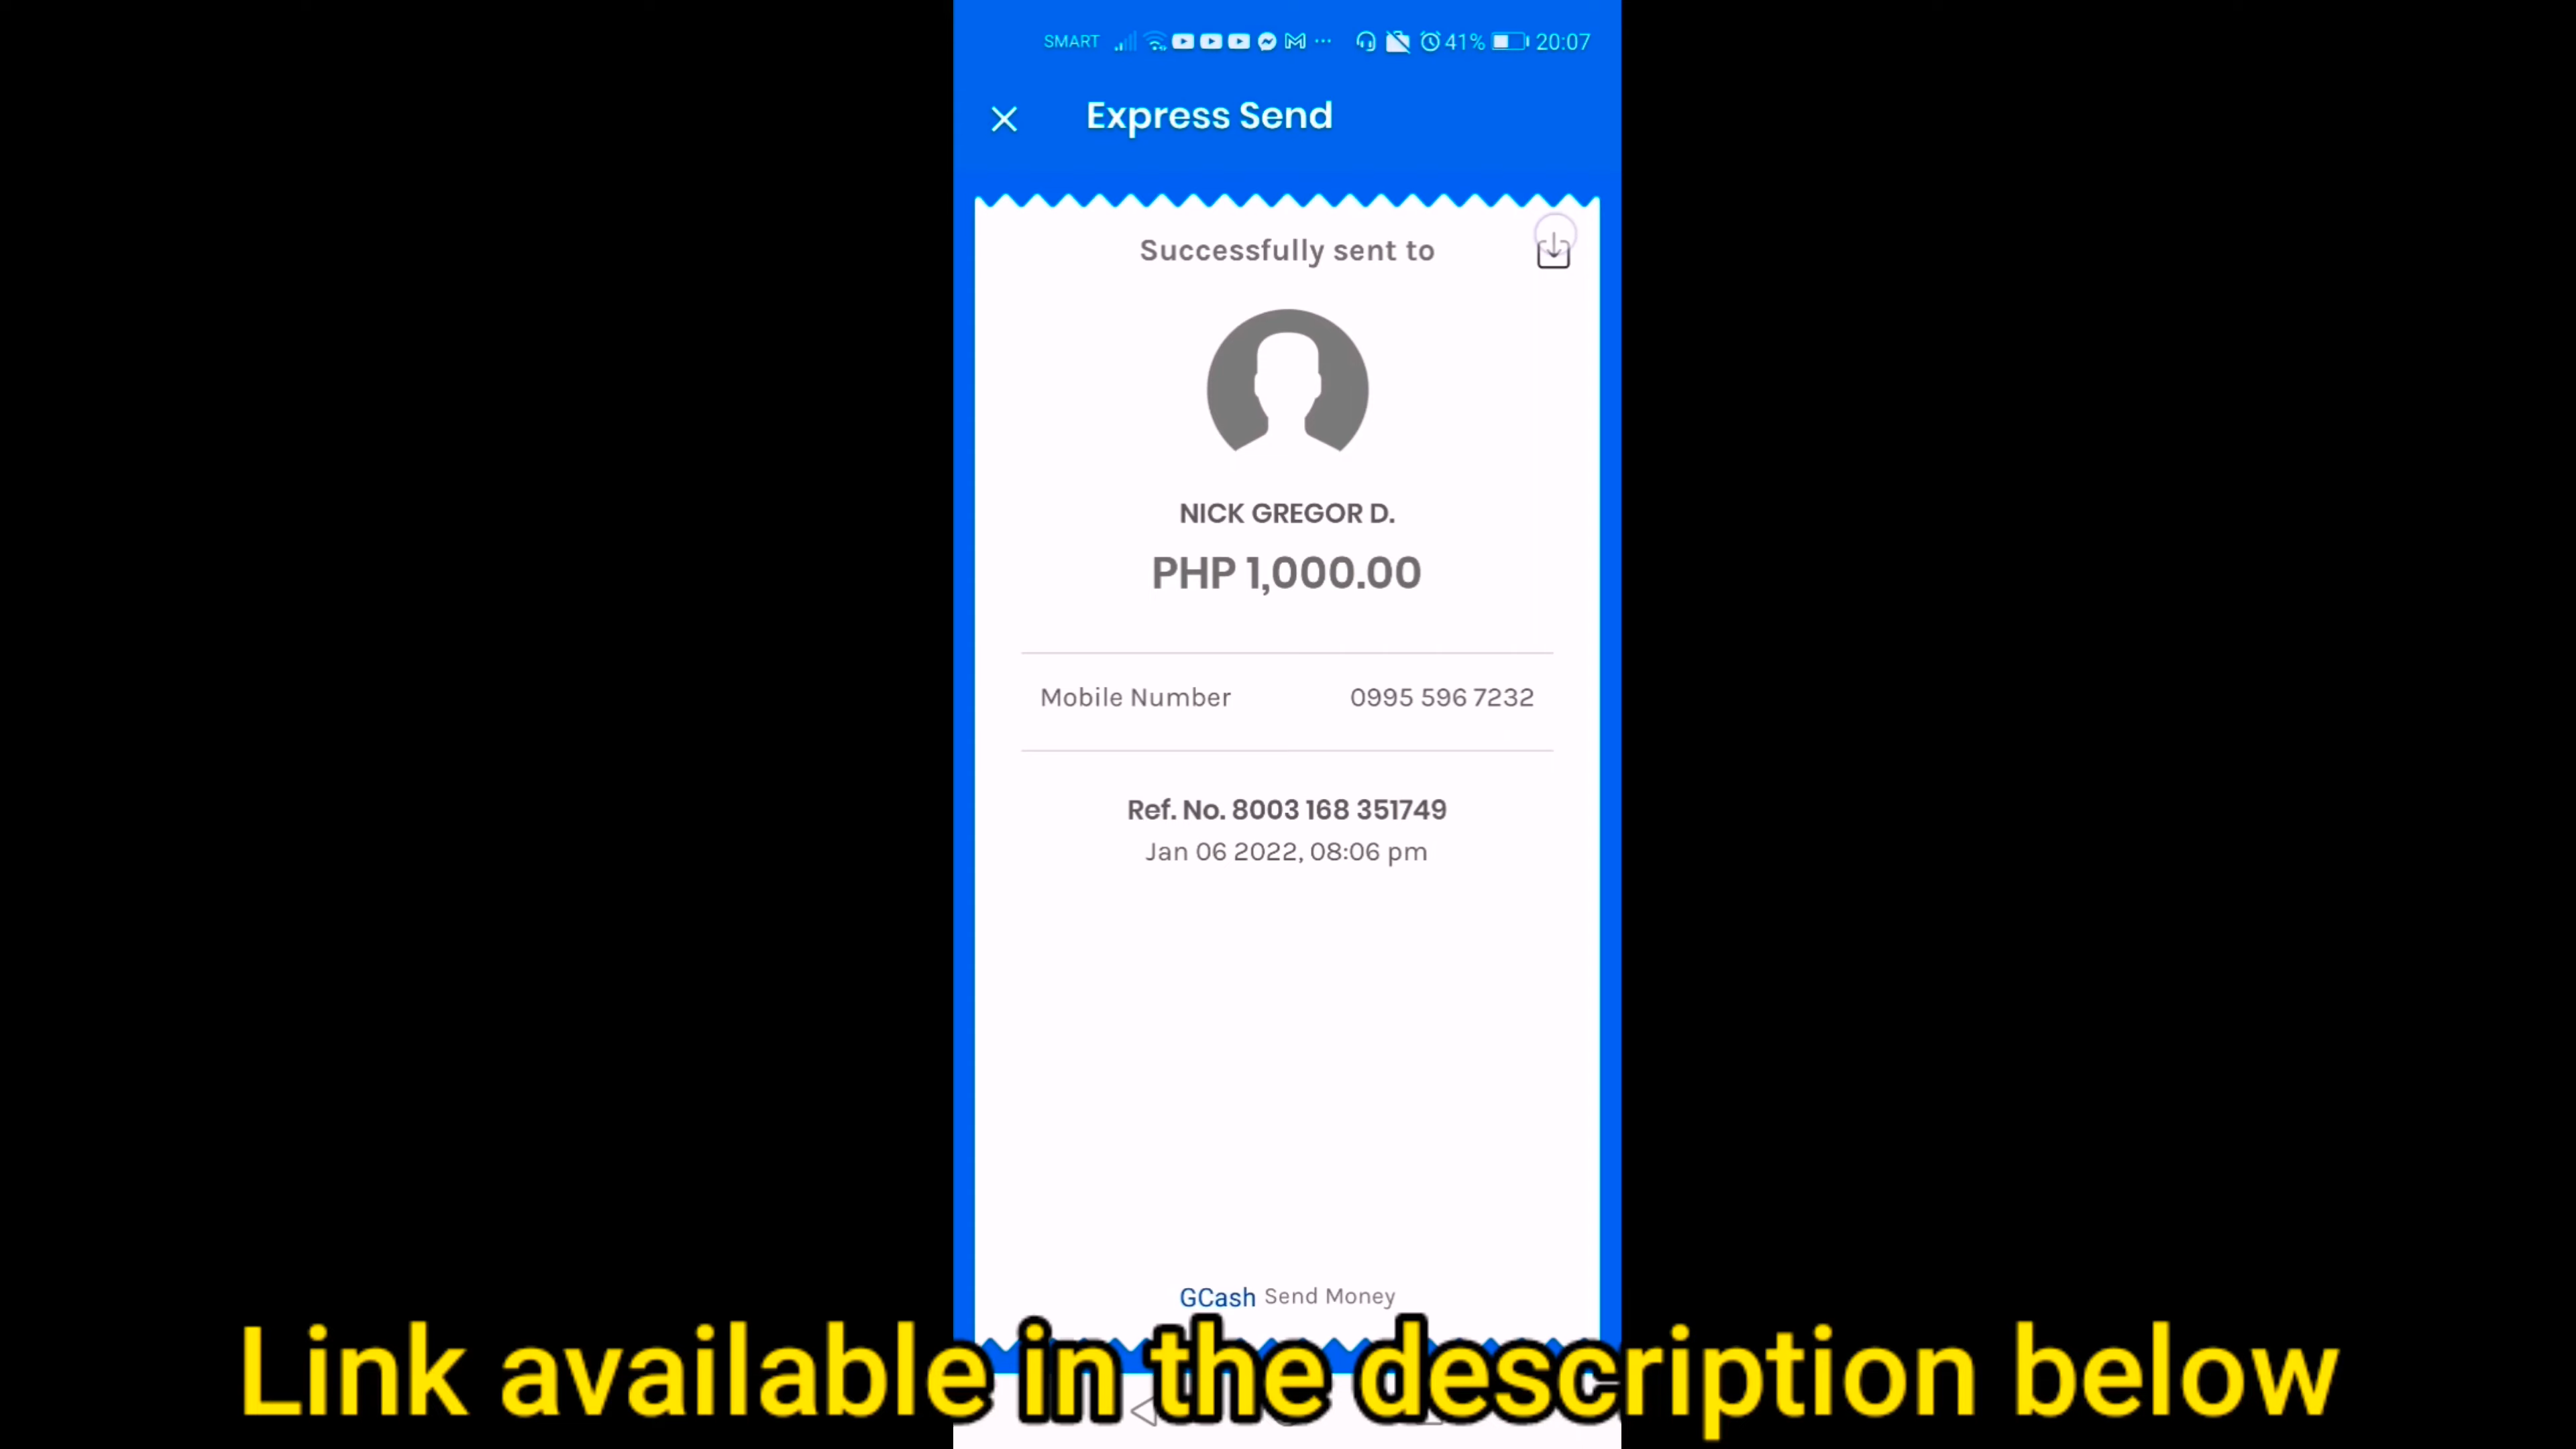 SMART 41% 20:07
Express Send
Successfully sent to
NICK GREGOR D.
PHP 1,000.00
Mobile Number 0995 596 7232
Ref. No. 8003 168 351749
Jan 06 2022, 08:06 pm
GCash Send Money
Link available in the description below